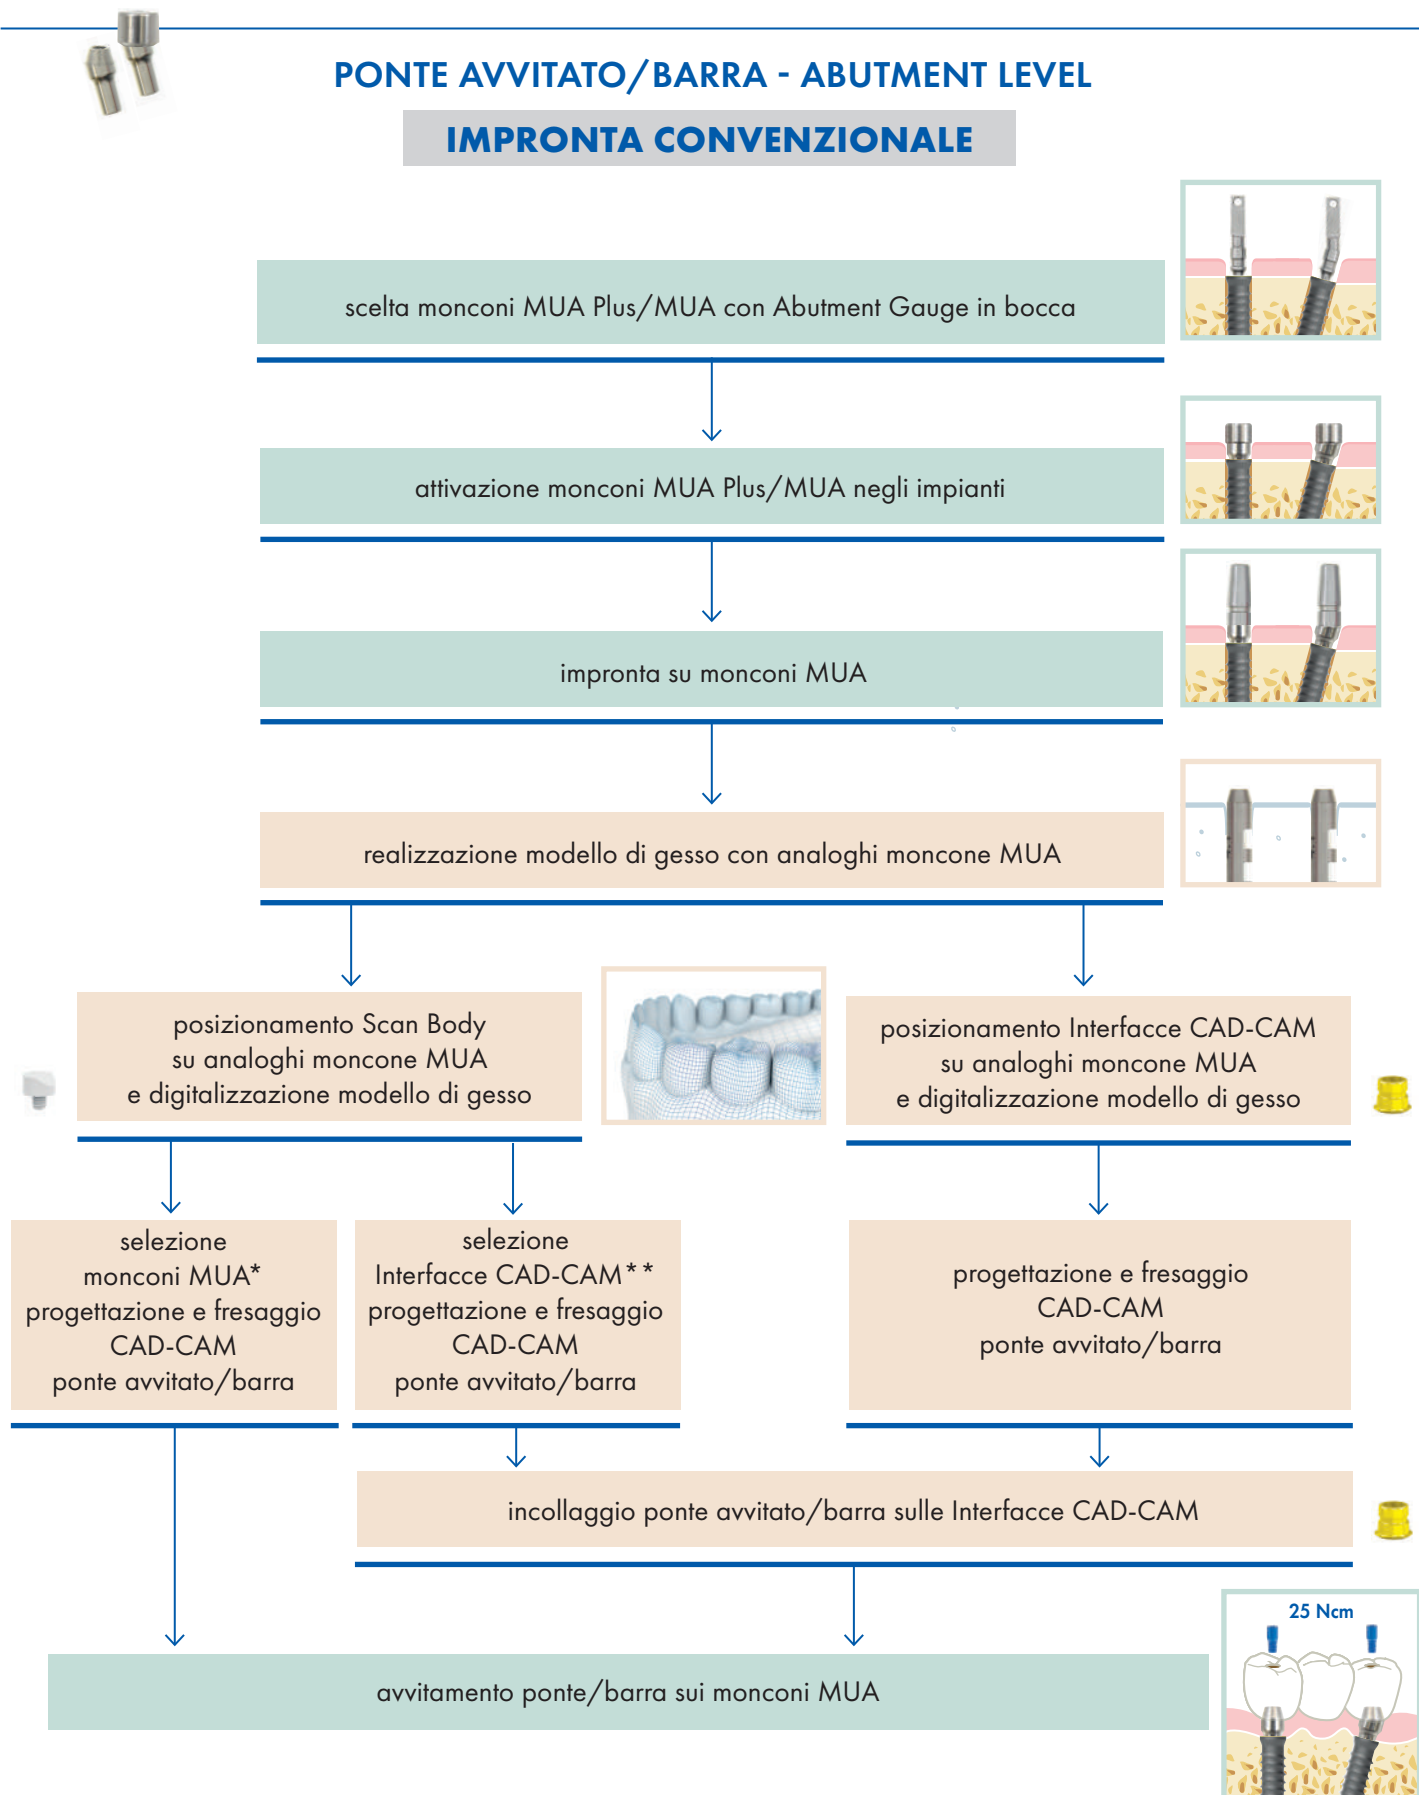 PONTE AVVITATO/BARRA - ABUTMENT LEVEL
IMPRONTA CONVENZIONALE
scelta monconi MUA Plus/MUA con Abutment Gauge in bocca
attivazione monconi MUA Plus/MUA negli impianti
impronta su monconi MUA
realizzazione modello di gesso con analoghi moncone MUA
posizionamento Scan Body
su analoghi moncone MUA
e digitalizzazione modello di gesso
posizionamento Interfacce CAD-CAM
su analoghi moncone MUA
e digitalizzazione modello di gesso
selezione
monconi MUA*
progettazione e fresaggio
CAD-CAM
ponte avvitato/barra
selezione
Interfacce CAD-CAM**
progettazione e fresaggio
CAD-CAM
ponte avvitato/barra
progettazione e fresaggio
CAD-CAM
ponte avvitato/barra
incollaggio ponte avvitato/barra sulle Interfacce CAD-CAM
25 Ncm
avvitamento ponte/barra sui monconi MUA